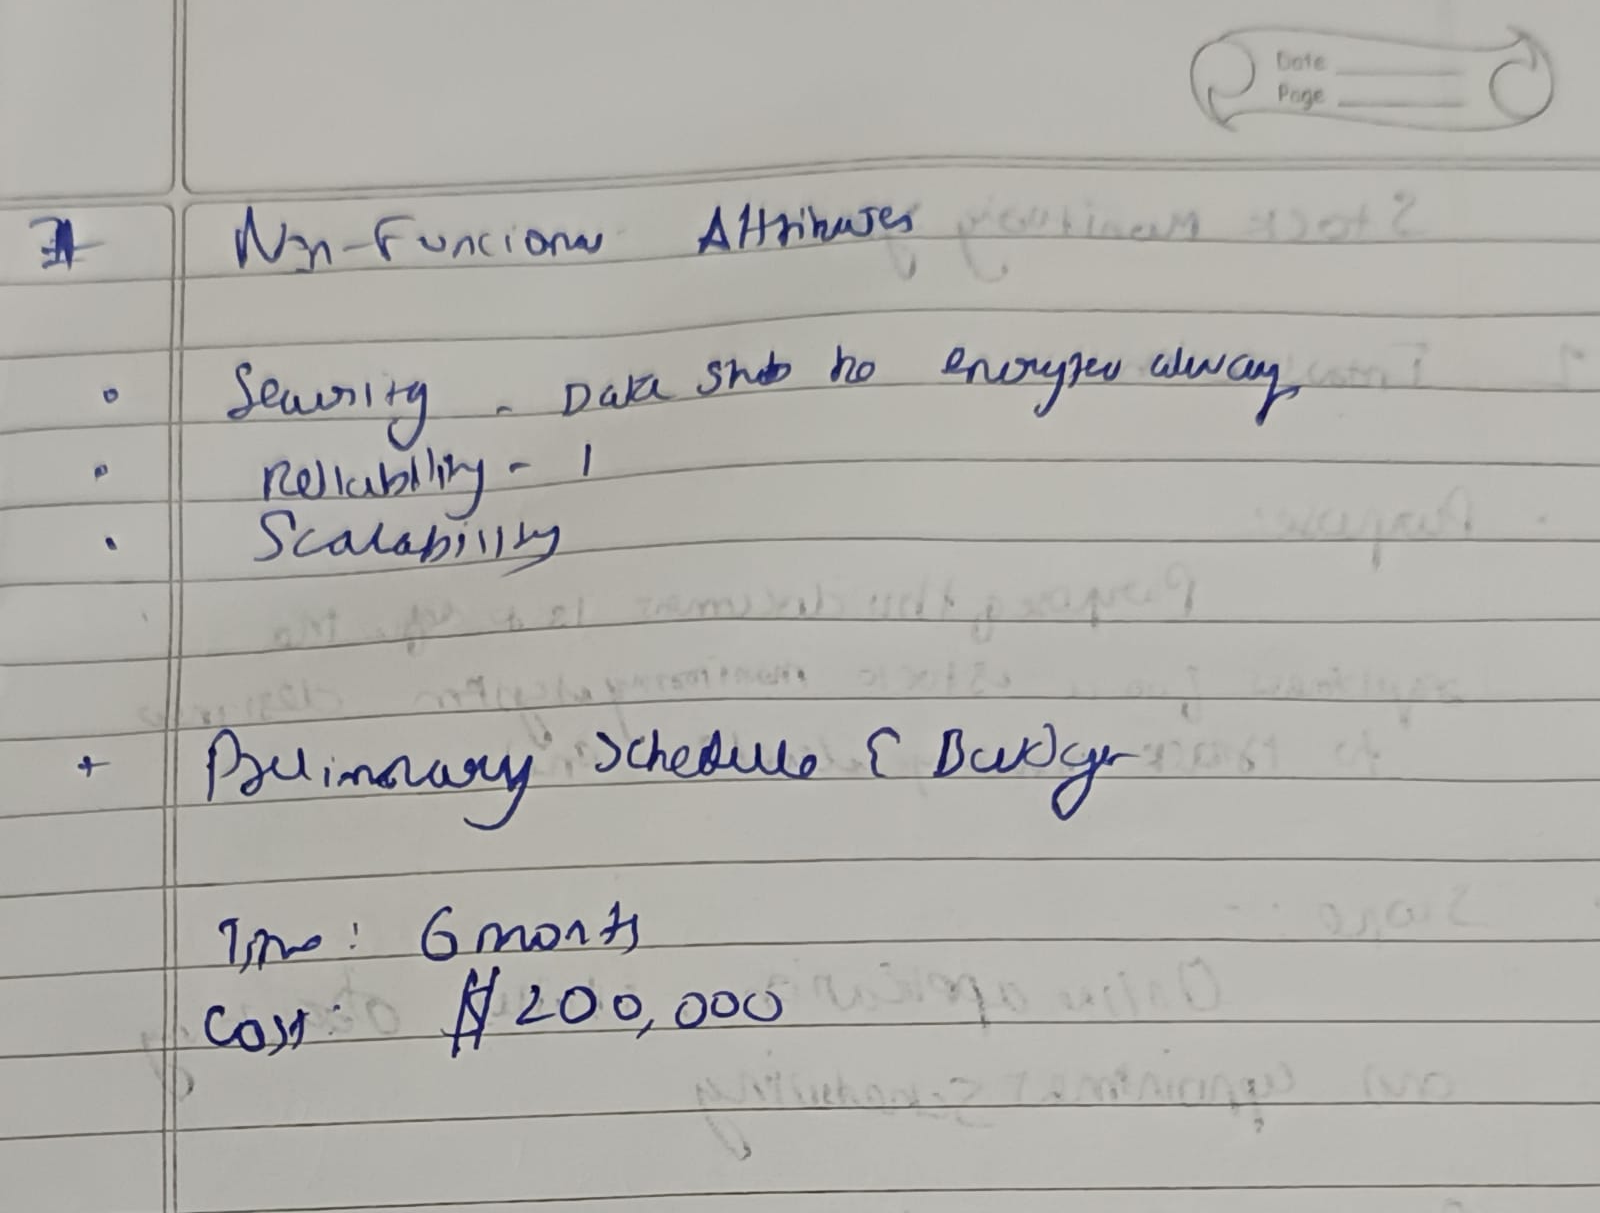 Date
Page
Non-Funcional Attributes
Security - Data shub be encrypted always
Reliability - 1
Scalability
+ Preliminary Schedule & Budget
Time: 6 months
Cost: $ 200,000